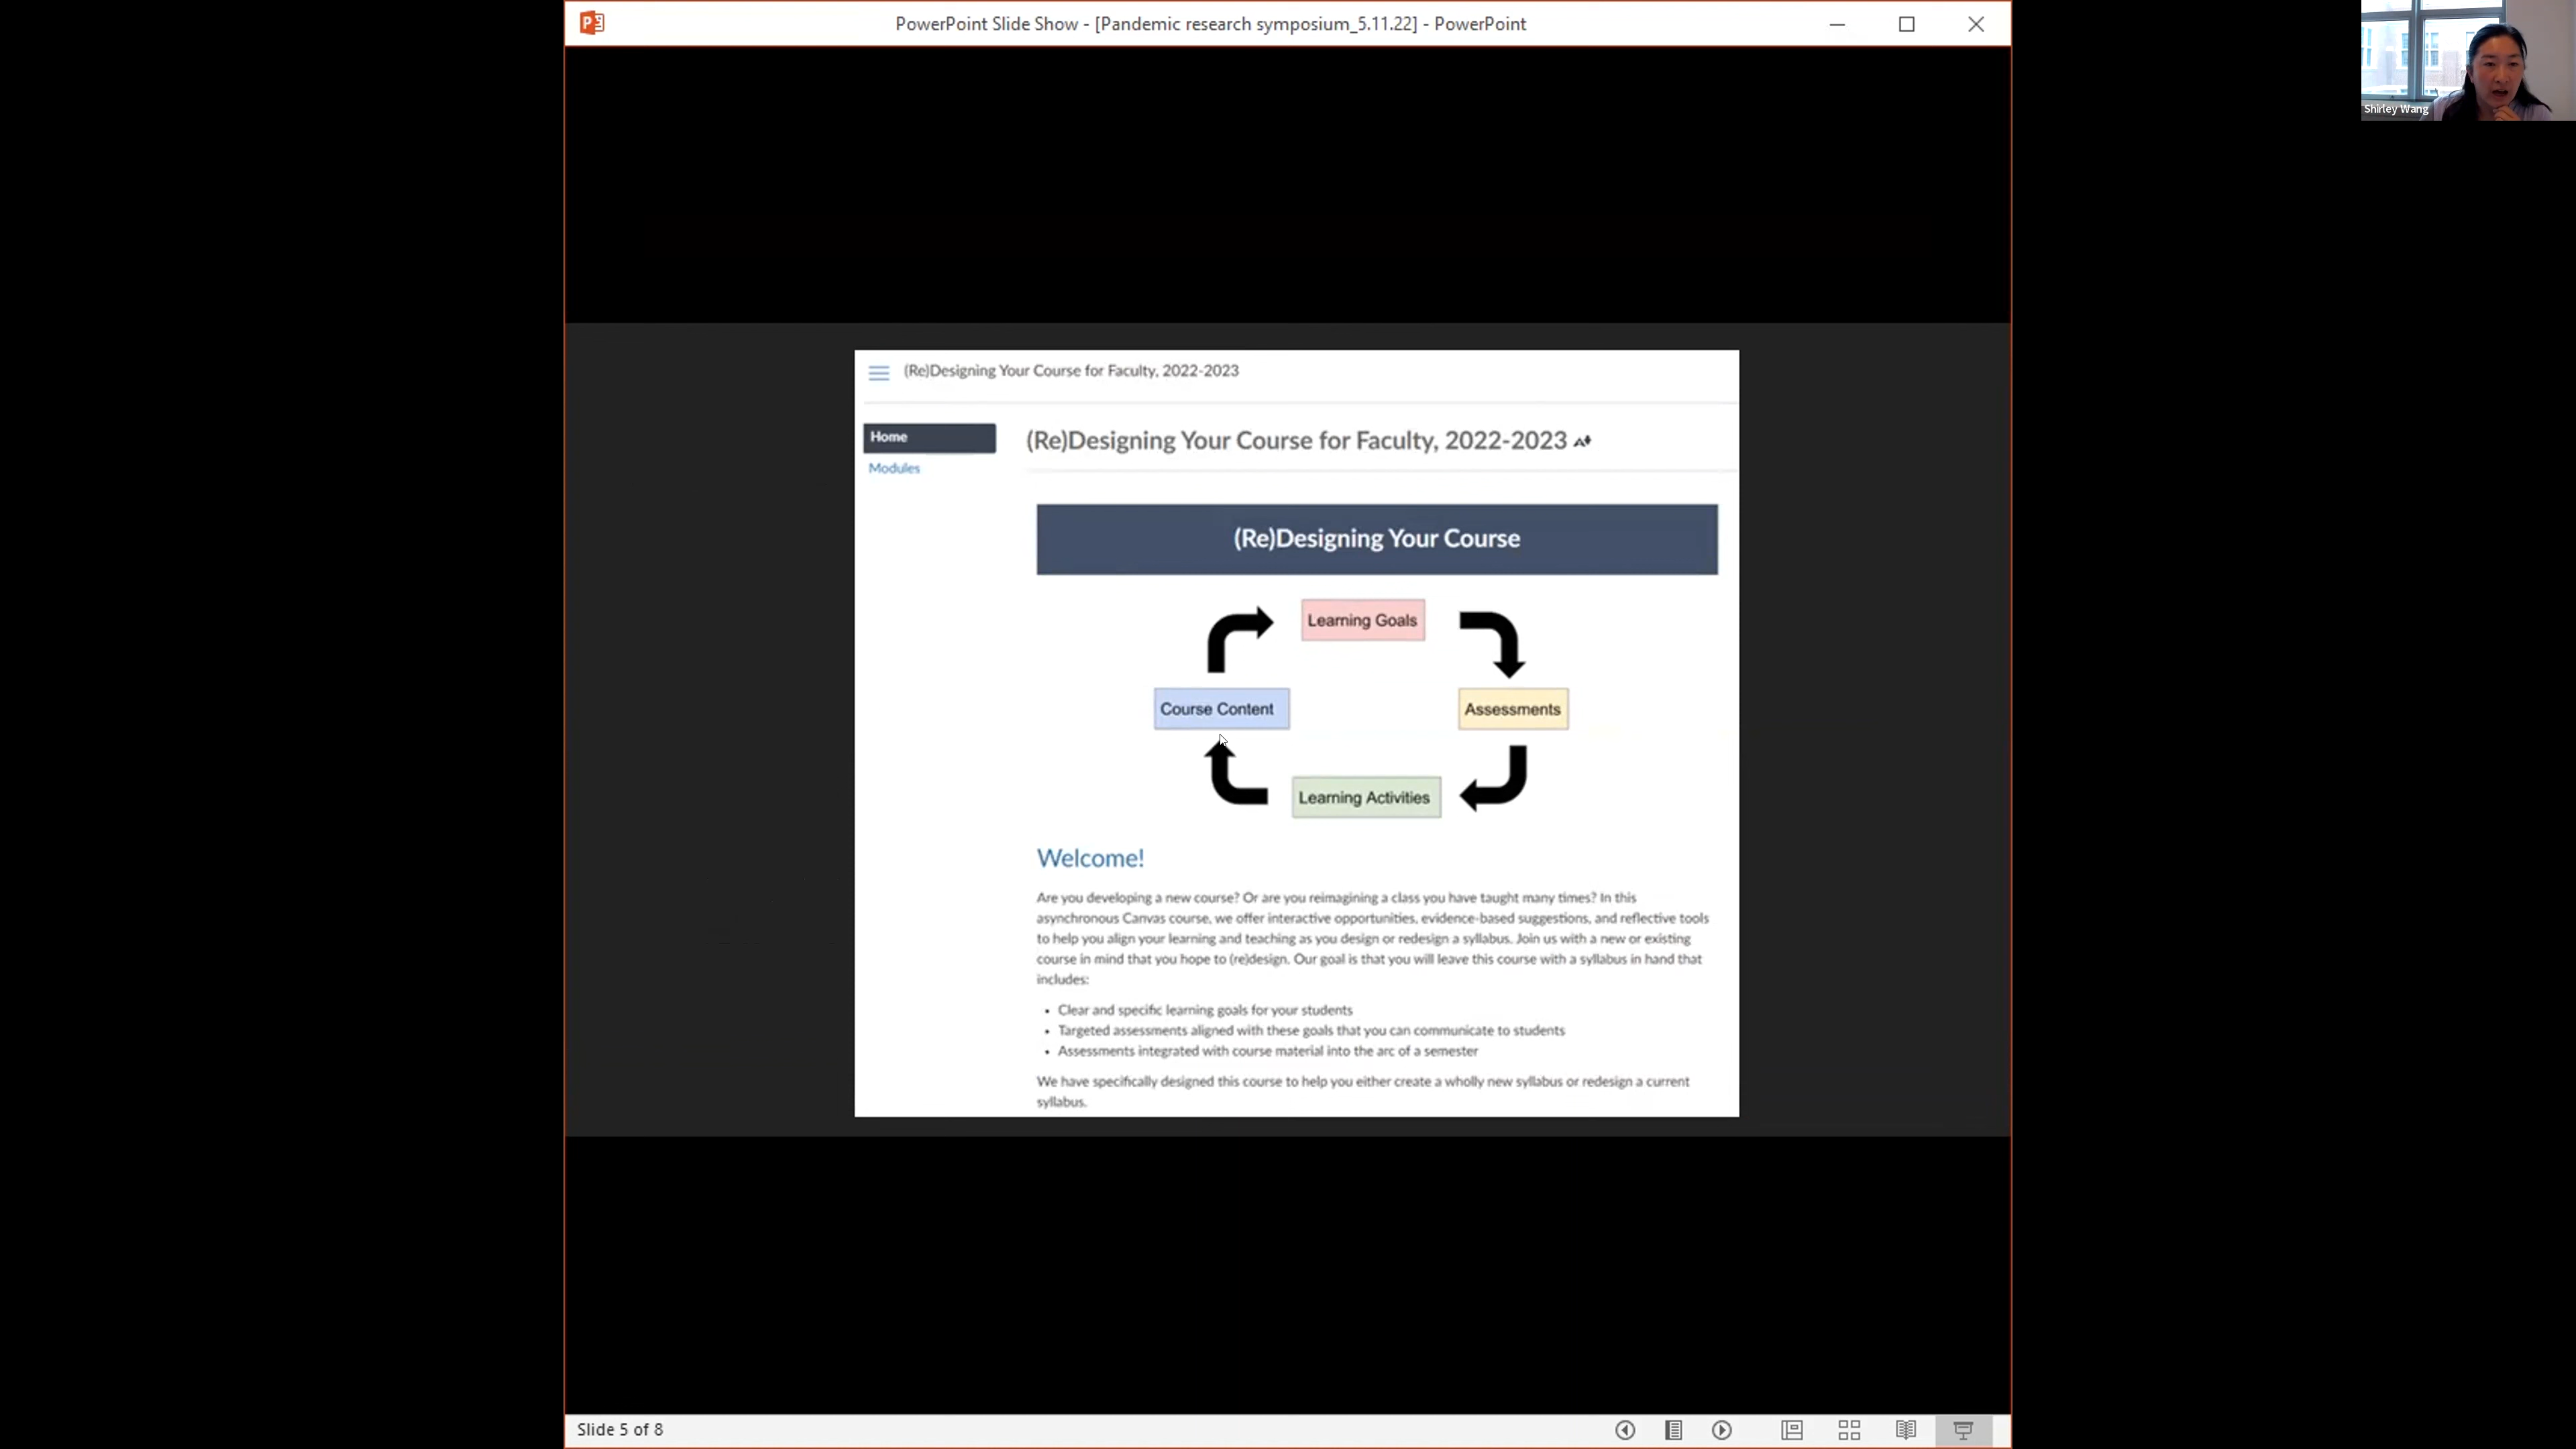 PowerPoint Slide Show - [Pandemic research symposium_5.11.22] - PowerPoint
Shirley Wang
(Re)Designing Your Course for Faculty, 2022-2023
Home
Modules
(Re)Designing Your Course for Faculty, 2022-2023
(Re)Designing Your Course
Learning Goals
Course Content
Assessments
Learning Activities
Welcome!
Are you developing a new course? Or are you reimagining a class you have taught many times? In this
asynchronous Canvas course, we offer interactive opportunities, evidence-based suggestions, and reflective tools
to help you align your learning and teaching as you design or redesign a syllabus. Join us with a new or existing
course in mind that you hope to (re)design. Our goal is that you will leave this course with a syllabus in hand that
includes:
• Clear and specific learning goals for your students
• Targeted assessments aligned with these goals that you can communicate to students
• Assessments integrated with course material into the arc of a semester
We have specifically designed this course to help you either create a wholly new syllabus or redesign a current
syllabus.
Slide 5 of 8